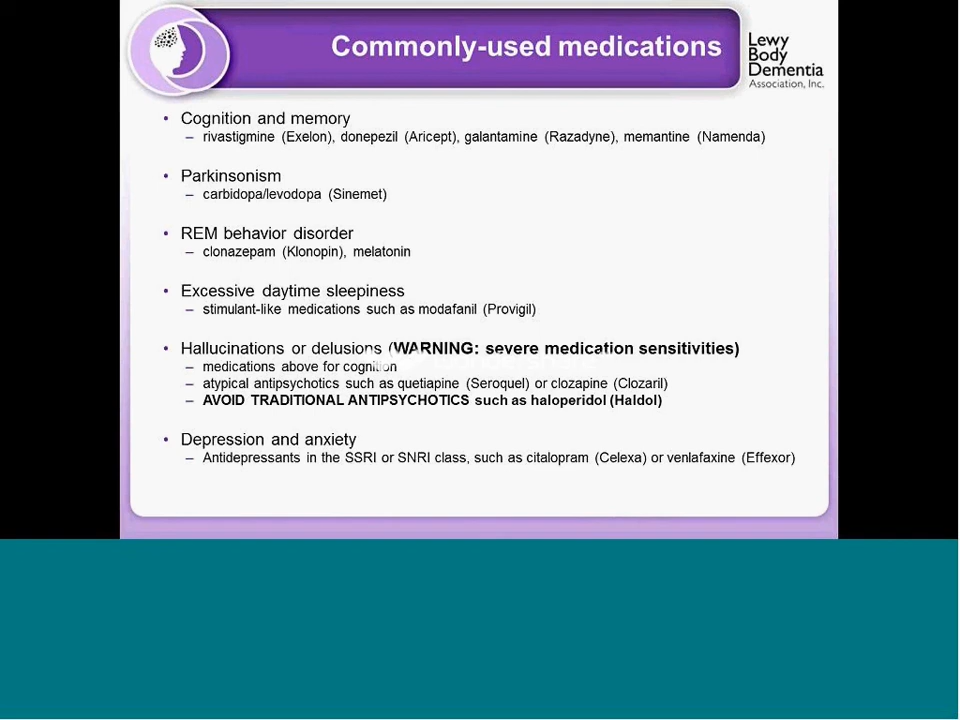 Commonly-used medications
Lewy
Body
Dementia
Association, Inc.
• Cognition and memory
– rivastigmine (Exelon), donepezil (Aricept), galantamine (Razadyne), memantine (Namenda)
• Parkinsonism
– carbidopa/levodopa (Sinemet)
• REM behavior disorder
– clonazepam (Klonopin), melatonin
• Excessive daytime sleepiness
– stimulant-like medications such as modafanil (Provigil)
• Hallucinations or delusions (WARNING: severe medication sensitivities)
– medications above for cognition
– atypical antipsychotics such as quetiapine (Seroquel) or clozapine (Clozaril)
– AVOID TRADITIONAL ANTIPSYCHOTICS such as haloperidol (Haldol)
• Depression and anxiety
– Antidepressants in the SSRI or SNRI class, such as citalopram (Celexa) or venlafaxine (Effexor)